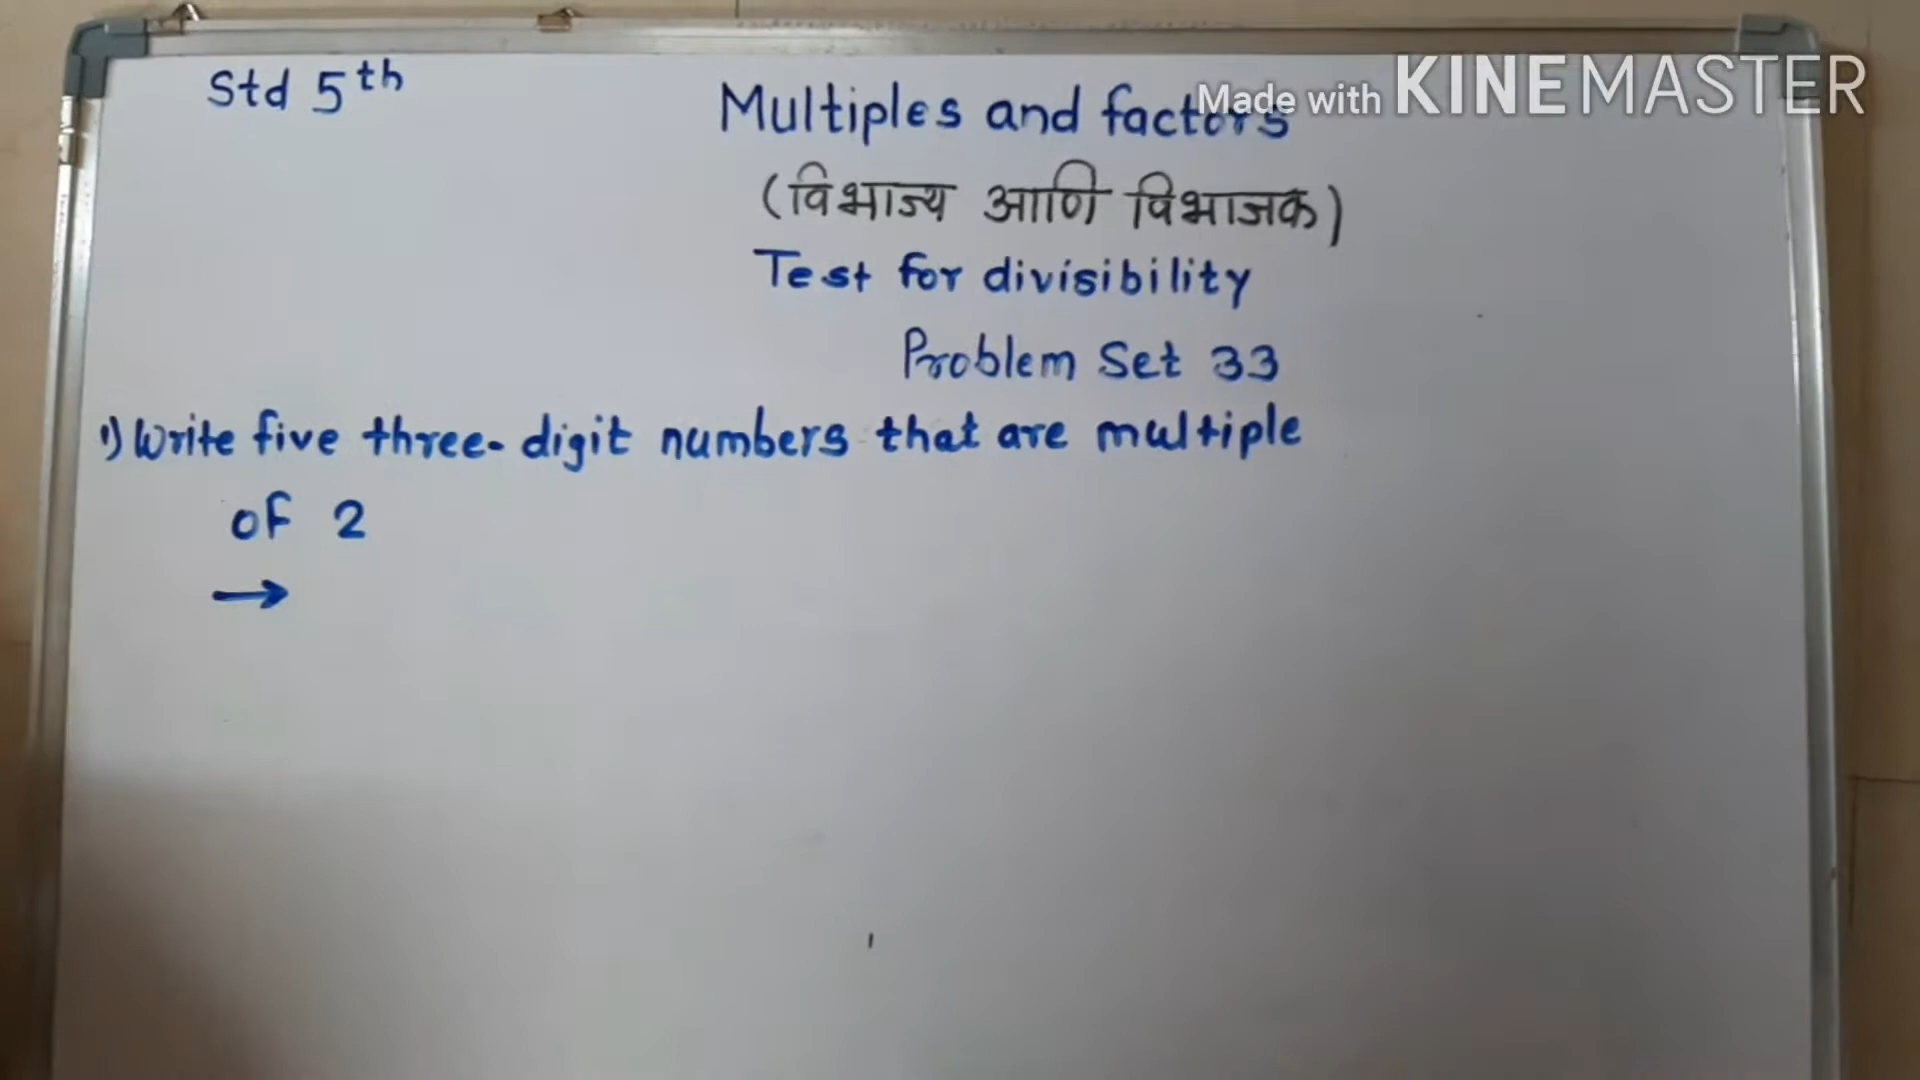 Std 5th
Made with KINEMASTER
Multiples and factors
(विभाज्य आणि विभाजक)
Test for divisibility
Problem Set 33
1) Write five three-digit numbers that are multiple
of 2
→